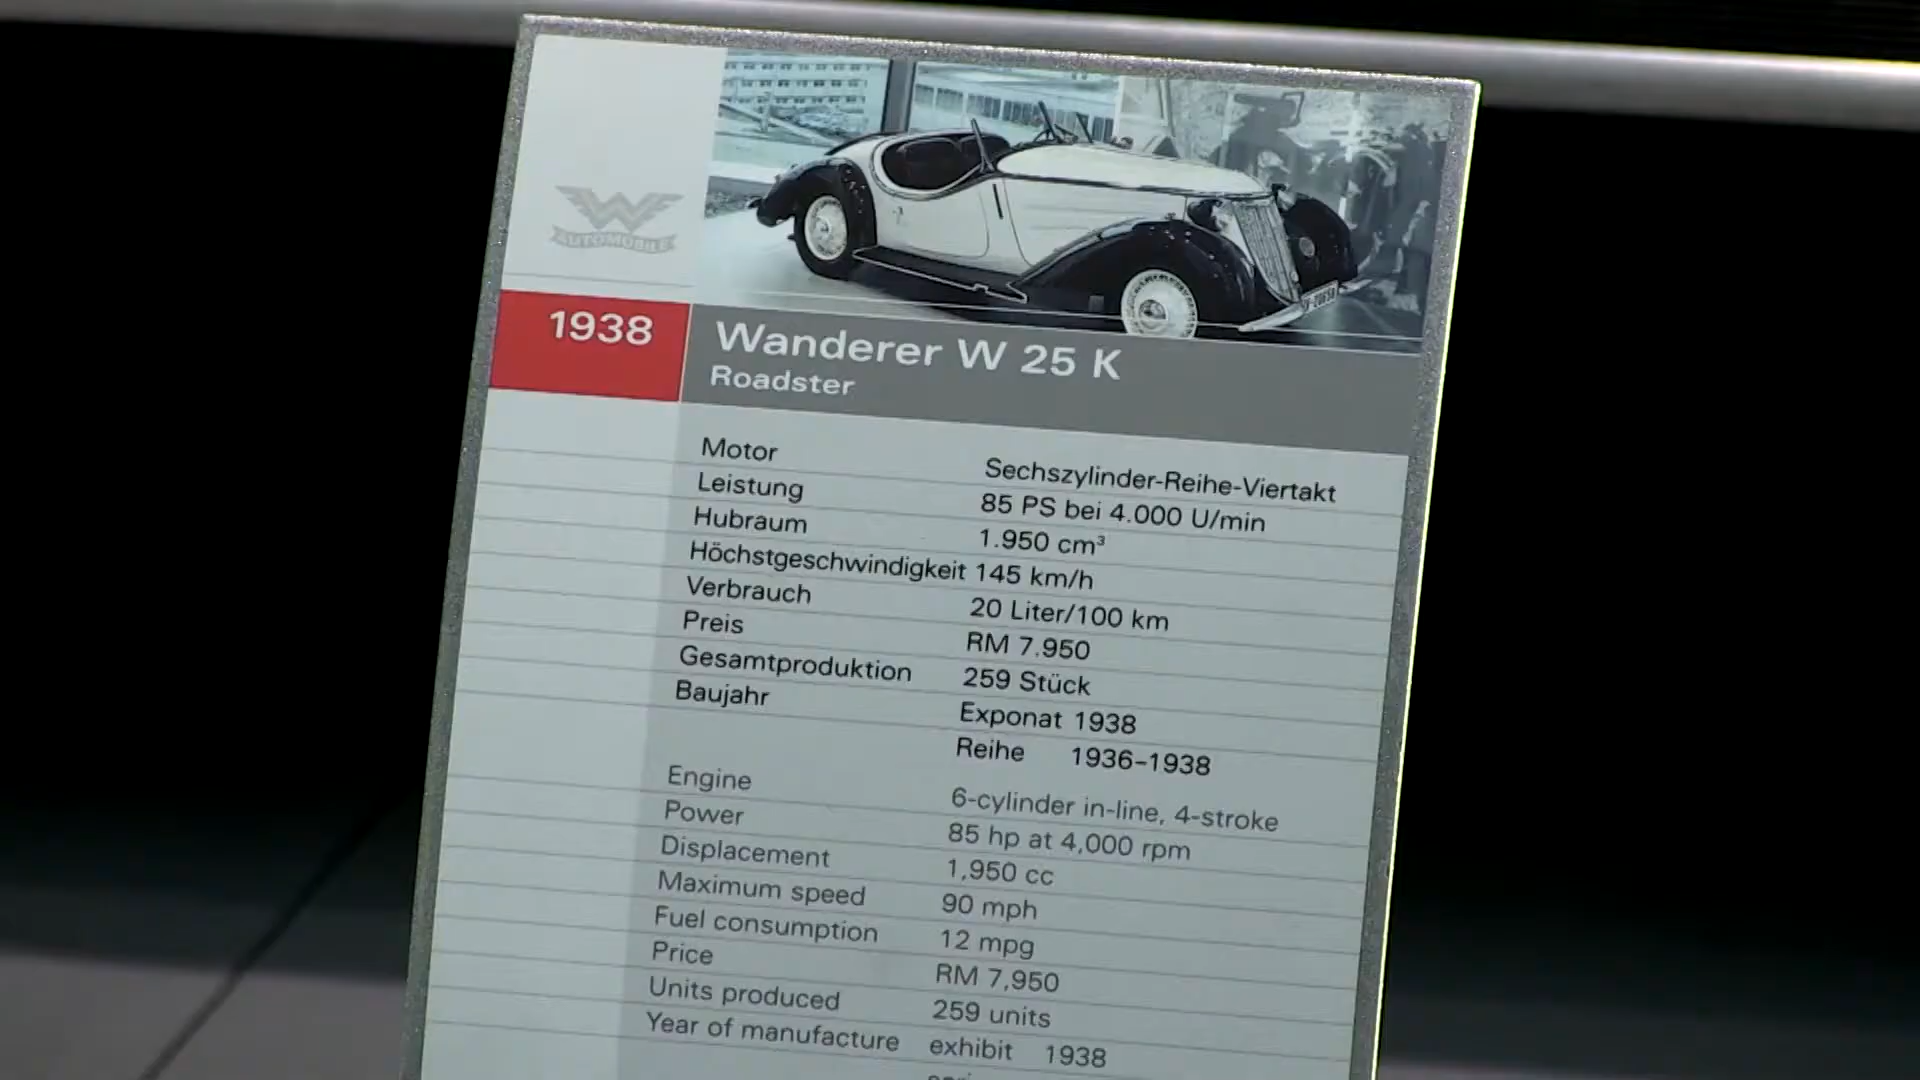 AUTOMOBILE
1938
Wanderer W 25 K
Roadster
Motor Sechszylinder-Reihe-Viertakt
Leistung 85 PS bei 4.000 U/min
Hubraum 1.950 cm³
Höchstgeschwindigkeit 145 km/h
Verbrauch 20 Liter/100 km
Preis RM 7.950
Gesamtproduktion 259 Stück
Baujahr Exponat 1938
Reihe 1936–1938
Engine 6-cylinder in-line, 4-stroke
Power 85 hp at 4,000 rpm
Displacement 1,950 cc
Maximum speed 90 mph
Fuel consumption 12 mpg
Price RM 7,950
Units produced 259 units
Year of manufacture exhibit 1938